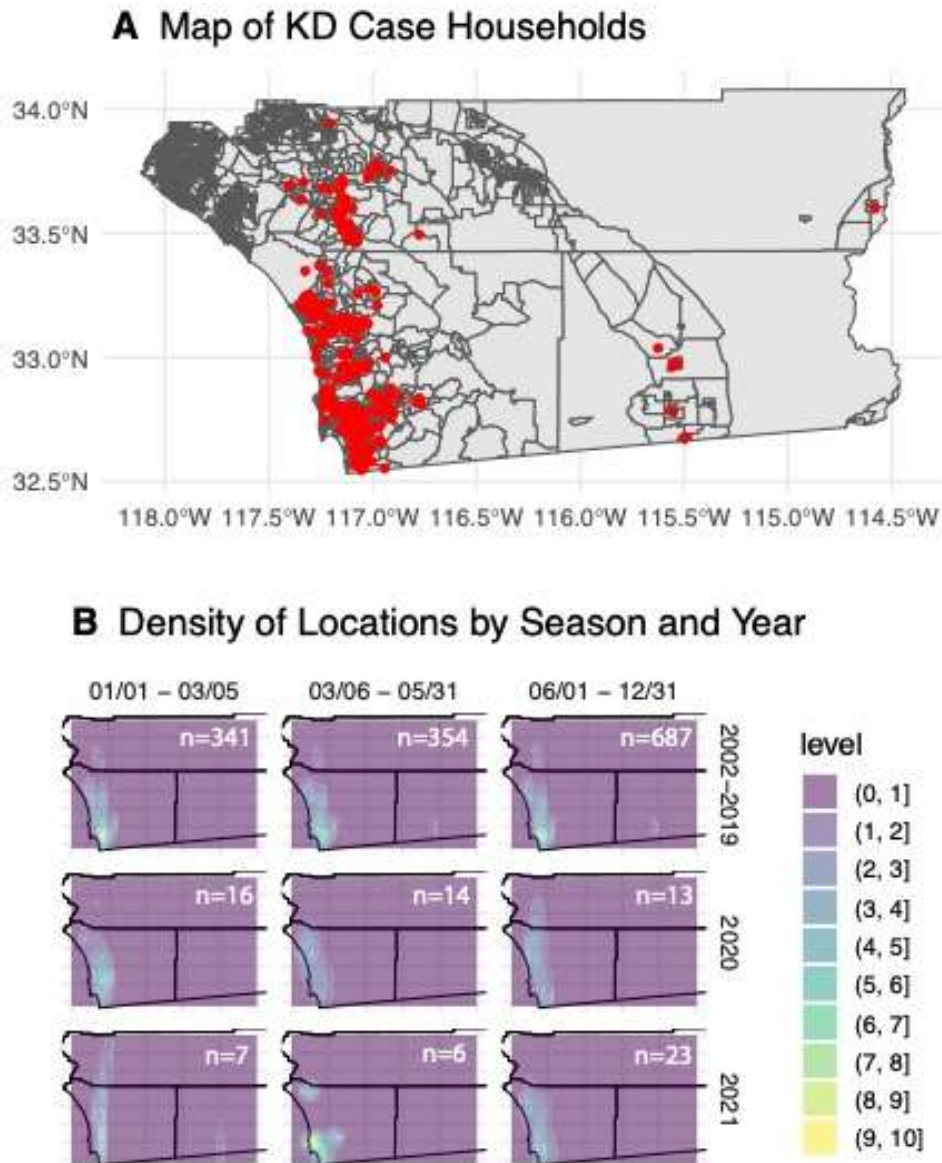 A Map of KD Case Households
34.0°N
33.5°N
33.0°N
32.5°N
118.0°W 117.5°W 117.0°W 116.5°W 116.0°W 115.5°W 115.0°W 114.5°W
B Density of Locations by Season and Year
01/01 – 03/05 03/06 – 05/31 06/01 – 12/31
n=341 n=354 n=687
2002–2019
n=16 n=14 n=13
2020
n=7 n=6 n=23
2021
level
(0, 1]
(1, 2]
(2, 3]
(3, 4]
(4, 5]
(5, 6]
(6, 7]
(7, 8]
(8, 9]
(9, 10]